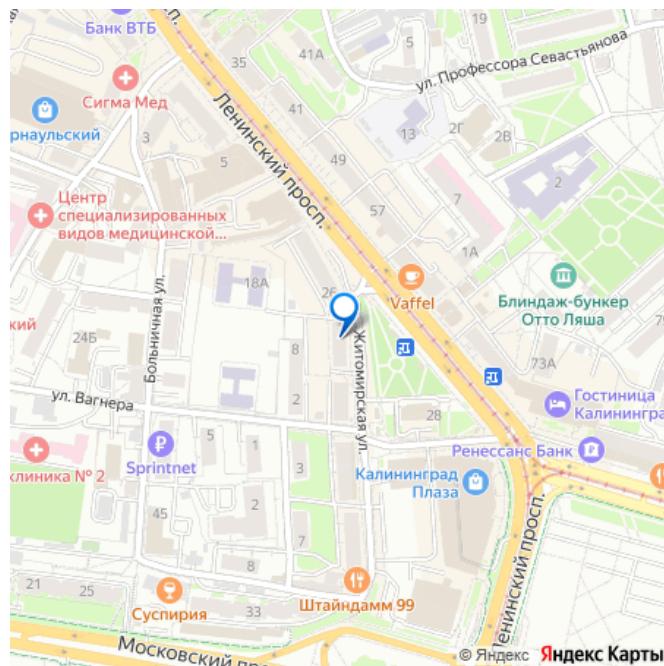 Банк ВТБ
35
41А
ул. Профессора Севастьянова
Сигма Мед
41
Ленинский просп.
рнаульский
3
5
49
13
2Г
2В
7
2
Центр
специализированных
видов медицинской...
57
1А
18А
26
Vaffel
Блиндаж-бункер
Отто Ляша
Больничная ул.
ский
24Б
8
Житомирская ул.
73А
Гостиница
Калининград
2
28
ул. Вагнера
5
1
3
Ренессанс Банк
клиника № 2
Sprintnet
Калининград
Плаза
45
2
7
Ленинский просп.
8
21
25
Суспирия
33
Штайндамм 99
Московский про
© Яндекс Яндекс Карты